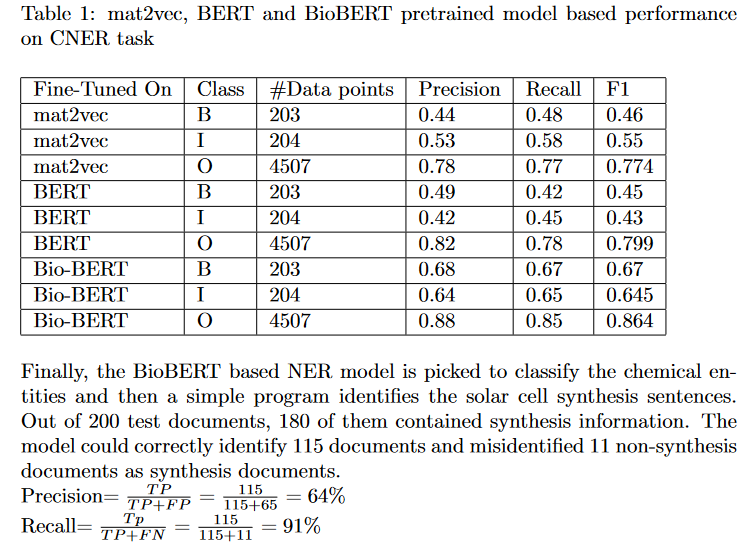 Table 1: mat2vec, BERT and BioBERT pretrained model based performance
on CNER task
Fine-Tuned On Class #Data points Precision Recall F1
mat2vec B 203 0.44 0.48 0.46
mat2vec I 204 0.53 0.58 0.55
mat2vec O 4507 0.78 0.77 0.774
BERT B 203 0.49 0.42 0.45
BERT I 204 0.42 0.45 0.43
BERT O 4507 0.82 0.78 0.799
Bio-BERT B 203 0.68 0.67 0.67
Bio-BERT I 204 0.64 0.65 0.645
Bio-BERT O 4507 0.88 0.85 0.864
Finally, the BioBERT based NER model is picked to classify the chemical en-
tities and then a simple program identifies the solar cell synthesis sentences.
Out of 200 test documents, 180 of them contained synthesis information. The
model could correctly identify 115 documents and misidentified 11 non-synthesis
documents as synthesis documents.
Precision= TP/TP+FP = 115/115+65 = 64%
Recall= Tp/TP+FN = 115/115+11 = 91%